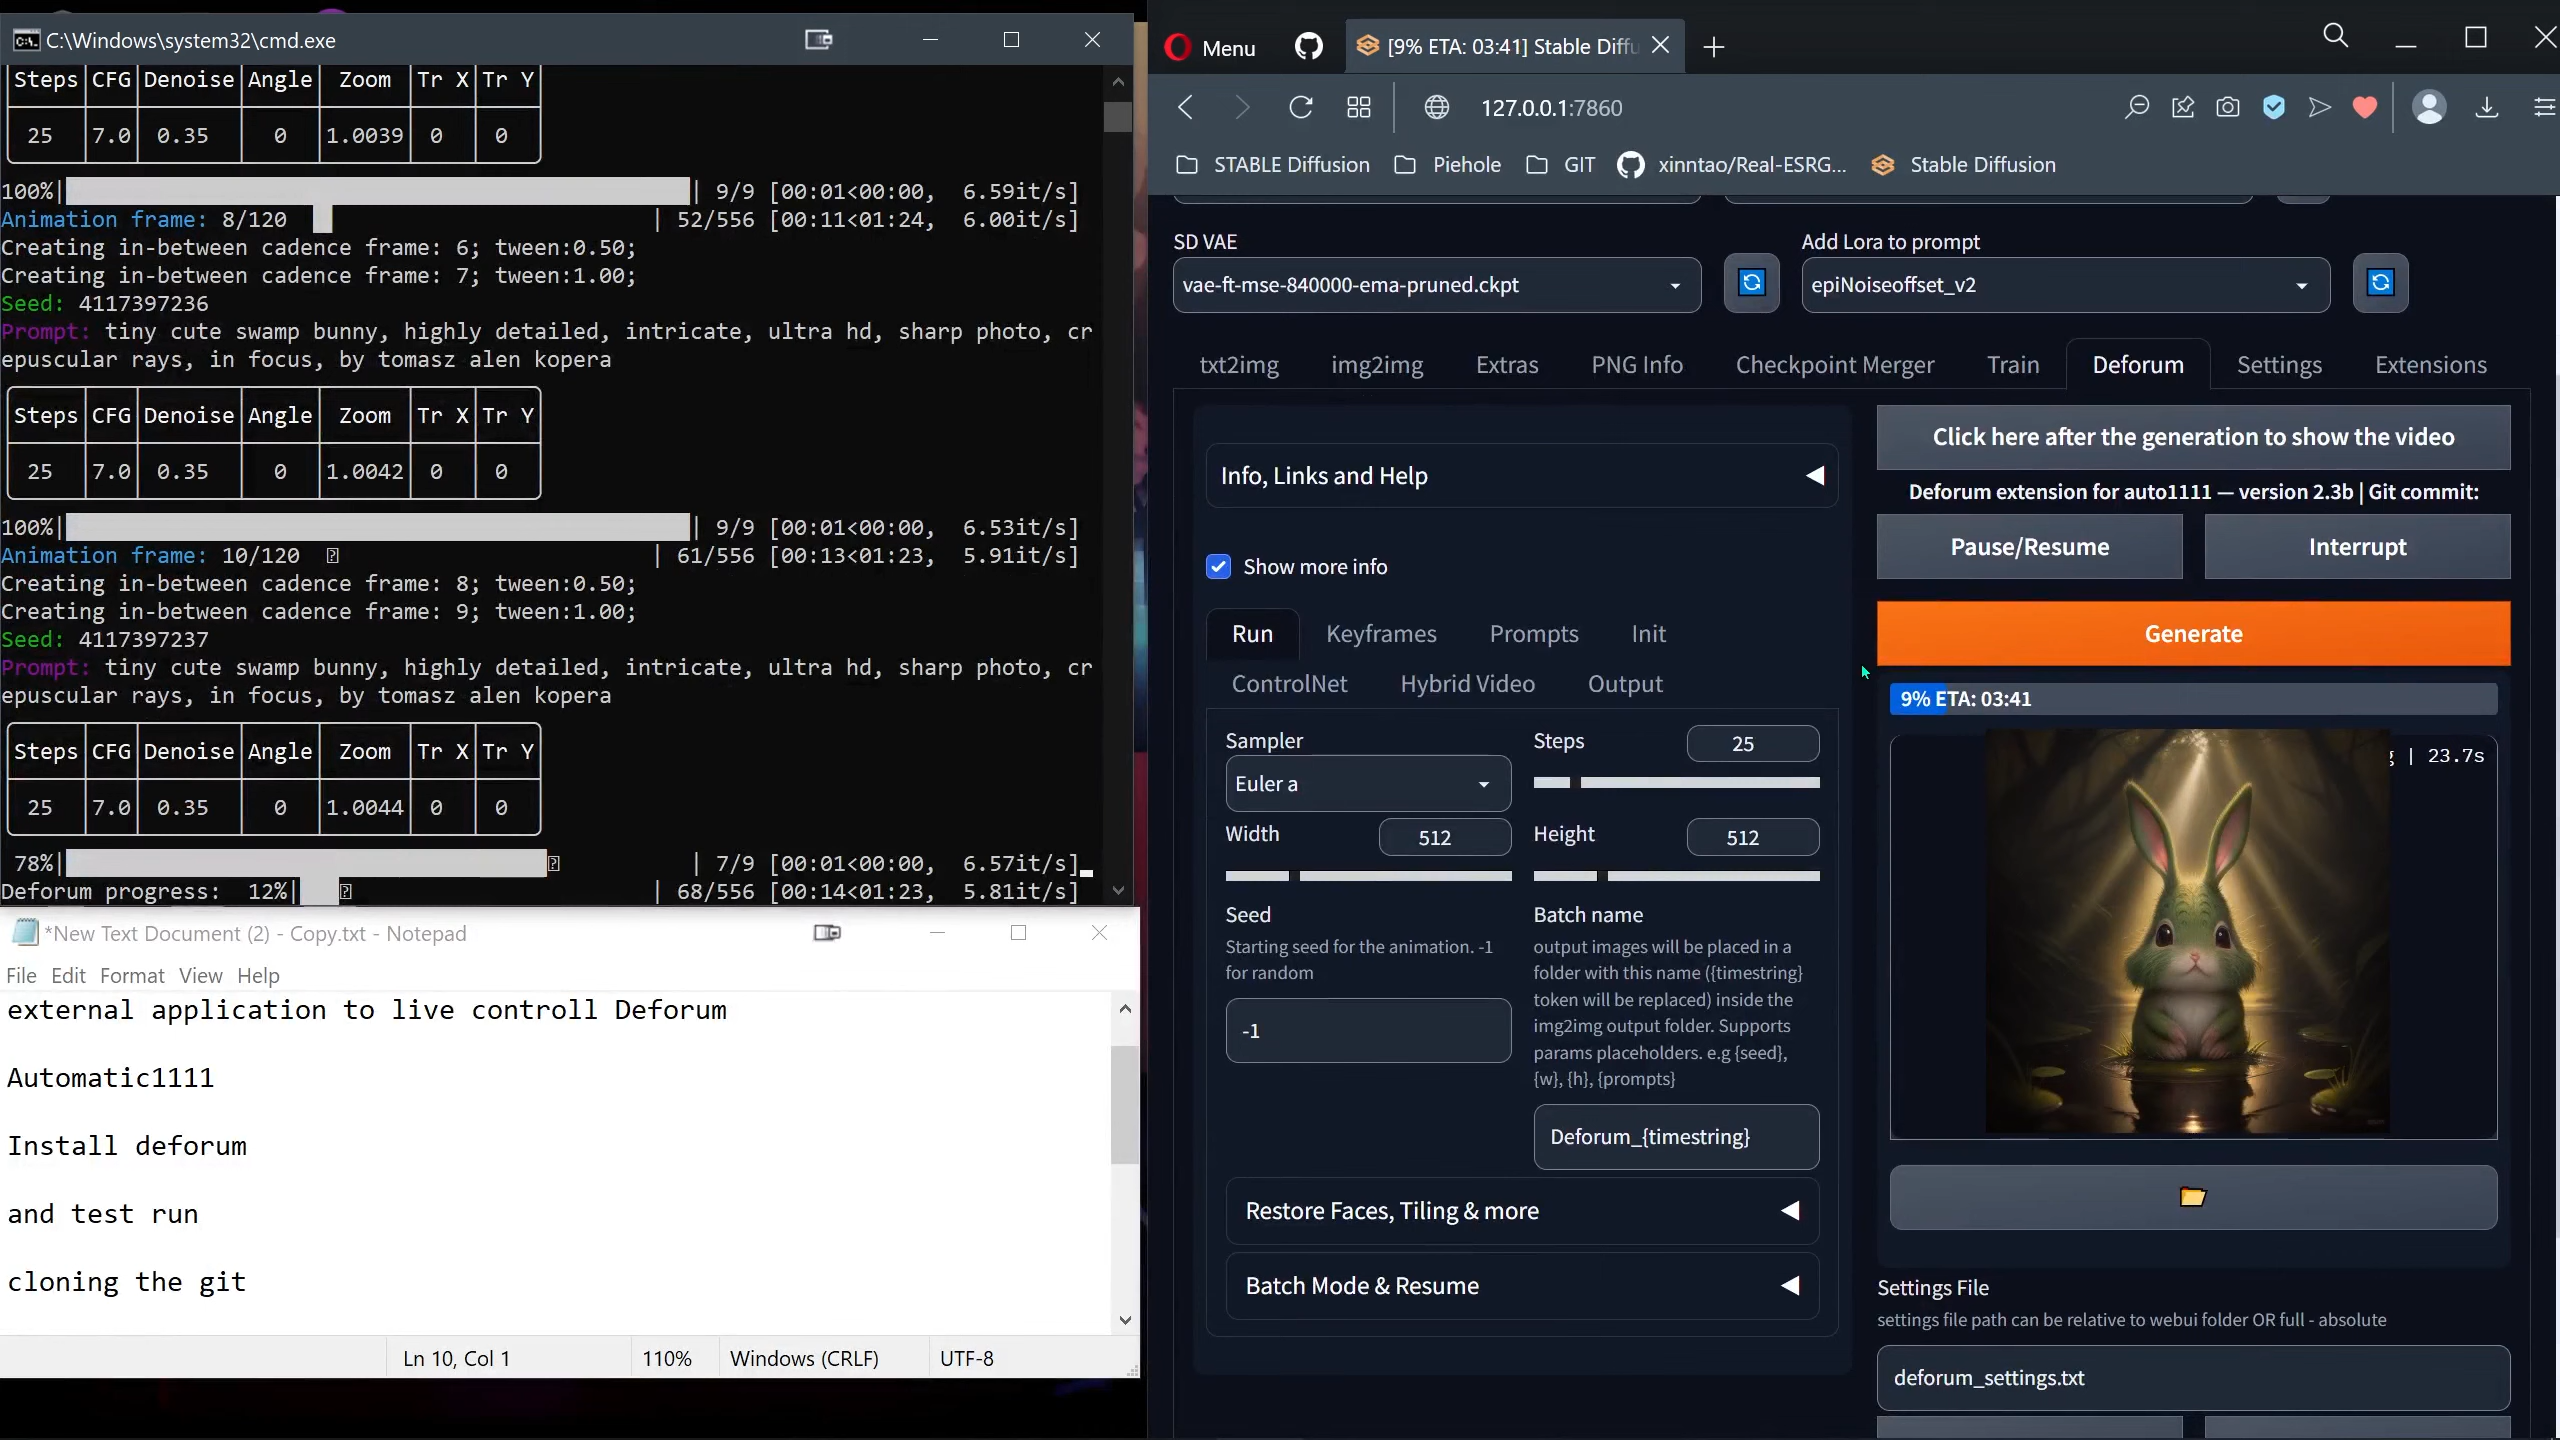 C:\Windows\system32\cmd.exe
Steps CFG Denoise Angle Zoom Tr X Tr Y
25 7.0 0.35 0 1.0039 0 0
100%| | 9/9 [00:01<00:00, 6.59it/s]
Animation frame: 8/120 | 52/556 [00:11<01:24, 6.00it/s]
Creating in-between cadence frame: 6; tween:0.50;
Creating in-between cadence frame: 7; tween:1.00;
Seed: 4117397236
Prompt: tiny cute swamp bunny, highly detailed, intricate, ultra hd, sharp photo, cr
epuscular rays, in focus, by tomasz alen kopera
Steps CFG Denoise Angle Zoom Tr X Tr Y
25 7.0 0.35 0 1.0042 0 0
100%| | 9/9 [00:01<00:00, 6.53it/s]
Animation frame: 10/120 | 61/556 [00:13<01:23, 5.91it/s]
Creating in-between cadence frame: 8; tween:0.50;
Creating in-between cadence frame: 9; tween:1.00;
Seed: 4117397237
Prompt: tiny cute swamp bunny, highly detailed, intricate, ultra hd, sharp photo, cr
epuscular rays, in focus, by tomasz alen kopera
Steps CFG Denoise Angle Zoom Tr X Tr Y
25 7.0 0.35 0 1.0044 0 0
78%| | 7/9 [00:01<00:00, 6.57it/s]
Deforum progress: 12%| | 68/556 [00:14<01:23, 5.81it/s]
*New Text Document (2) - Copy.txt - Notepad
File Edit Format View Help
external application to live controll Deforum
Automatic1111
Install deforum
and test run
cloning the git
Ln 10, Col 1 110% Windows (CRLF) UTF-8
Menu [9% ETA: 03:41] Stable Diffu
127.0.0.1:7860
STABLE Diffusion Piehole GIT xinntao/Real-ESRG... Stable Diffusion
SD VAE
vae-ft-mse-840000-ema-pruned.ckpt
Add Lora to prompt
epiNoiseoffset_v2
txt2img img2img Extras PNG Info Checkpoint Merger Train Deforum Settings Extensions
Info, Links and Help
Show more info
Run Keyframes Prompts Init
ControlNet Hybrid Video Output
Sampler
Euler a
Steps 25
Width 512
Height 512
Seed
Starting seed for the animation. -1
for random
-1
Batch name
output images will be placed in a
folder with this name ({timestring}
token will be replaced) inside the
img2img output folder. Supports
params placeholders. e.g {seed},
{w}, {h}, {prompts}
Deforum_{timestring}
Restore Faces, Tiling & more
Batch Mode & Resume
Click here after the generation to show the video
Deforum extension for auto1111 — version 2.3b | Git commit:
Pause/Resume Interrupt
Generate
9% ETA: 03:41
| 23.7s
Settings File
settings file path can be relative to webui folder OR full - absolute
deforum_settings.txt